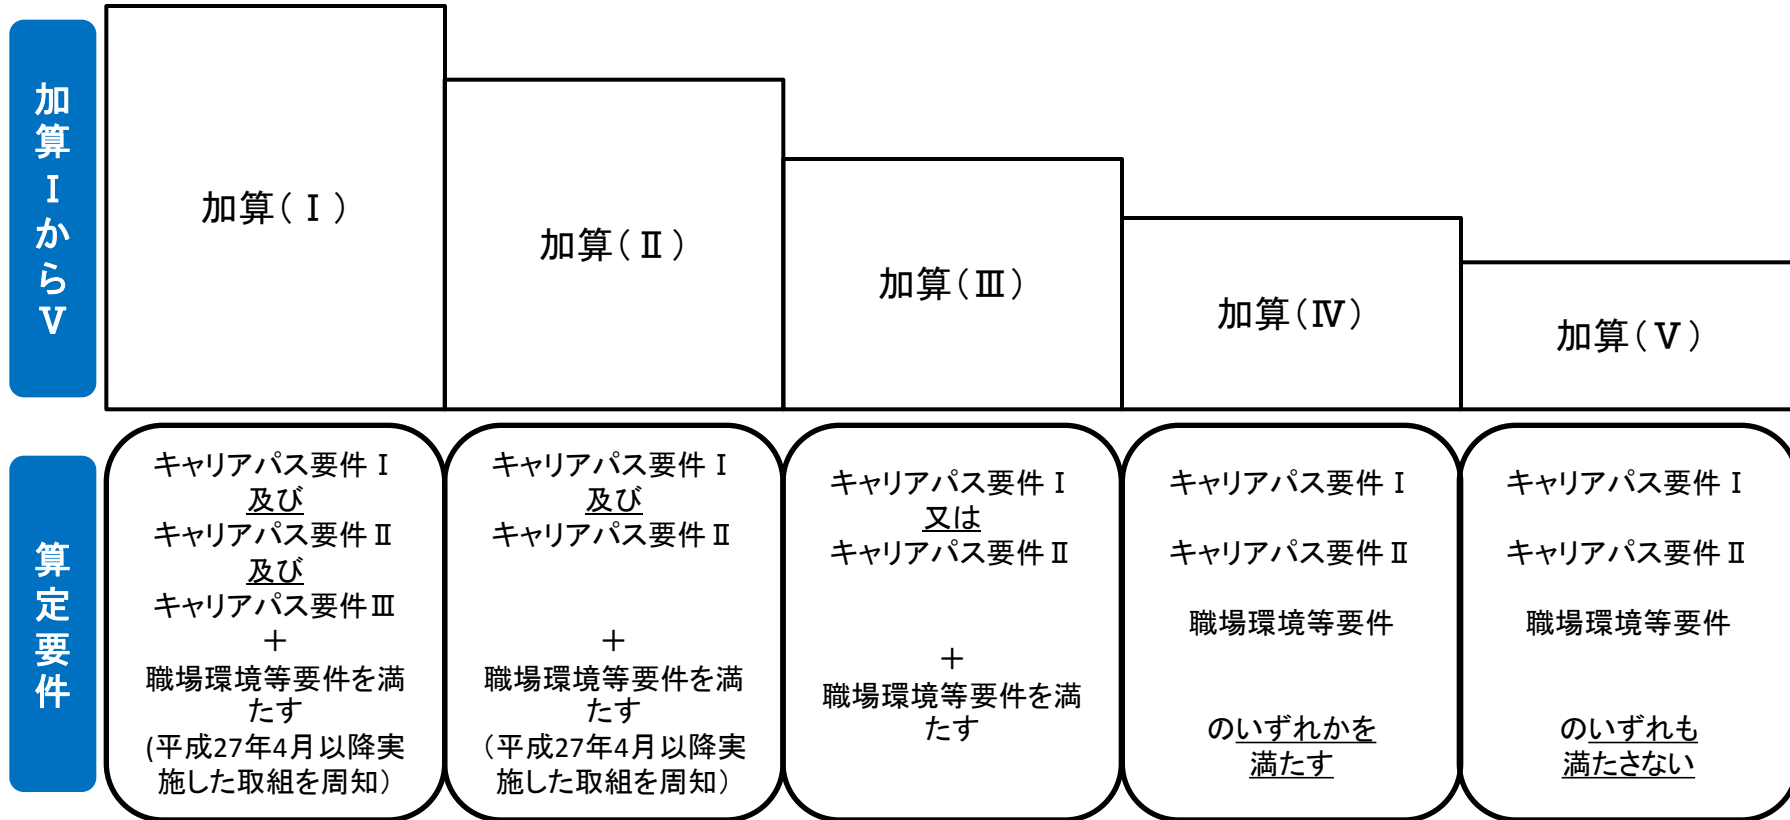 加算Ⅰから Ⅴ
加算(Ⅰ)
加算(Ⅱ)
加算(Ⅲ)
加算(Ⅳ)
加算(Ⅴ)
算定要件
キャリアパス要件Ⅰ
及び
キャリアパス要件Ⅱ
及び
キャリアパス要件Ⅲ
＋
職場環境等要件を満
たす
(平成27年4月以降実
施した取組を周知）
キャリアパス要件Ⅰ
及び
キャリアパス要件Ⅱ
＋
職場環境等要件を満
たす
（平成27年4月以降実
施した取組を周知）
キャリアパス要件Ⅰ
又は
キャリアパス要件Ⅱ
＋
職場環境等要件を満
たす
キャリアパス要件Ⅰ
キャリアパス要件Ⅱ
職場環境等要件
のいずれかを
満たす
キャリアパス要件Ⅰ
キャリアパス要件Ⅱ
職場環境等要件
のいずれも
満たさない